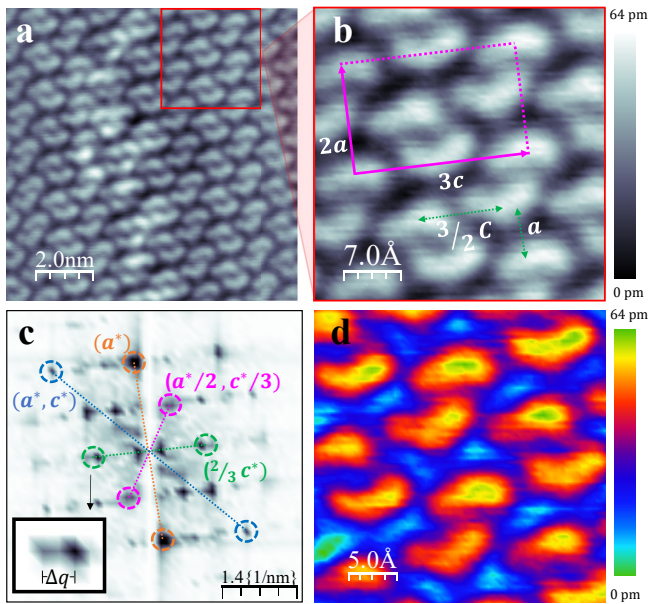 a
2.0nm
b
2a
3c
3/2 C
a
7.0Å
64 pm
0 pm
c
(a*)
(a*/2 , c*/3)
(a*, c*)
(2/3 c*)
Δq
1.4{1/nm}
d
5.0Å
64 pm
0 pm